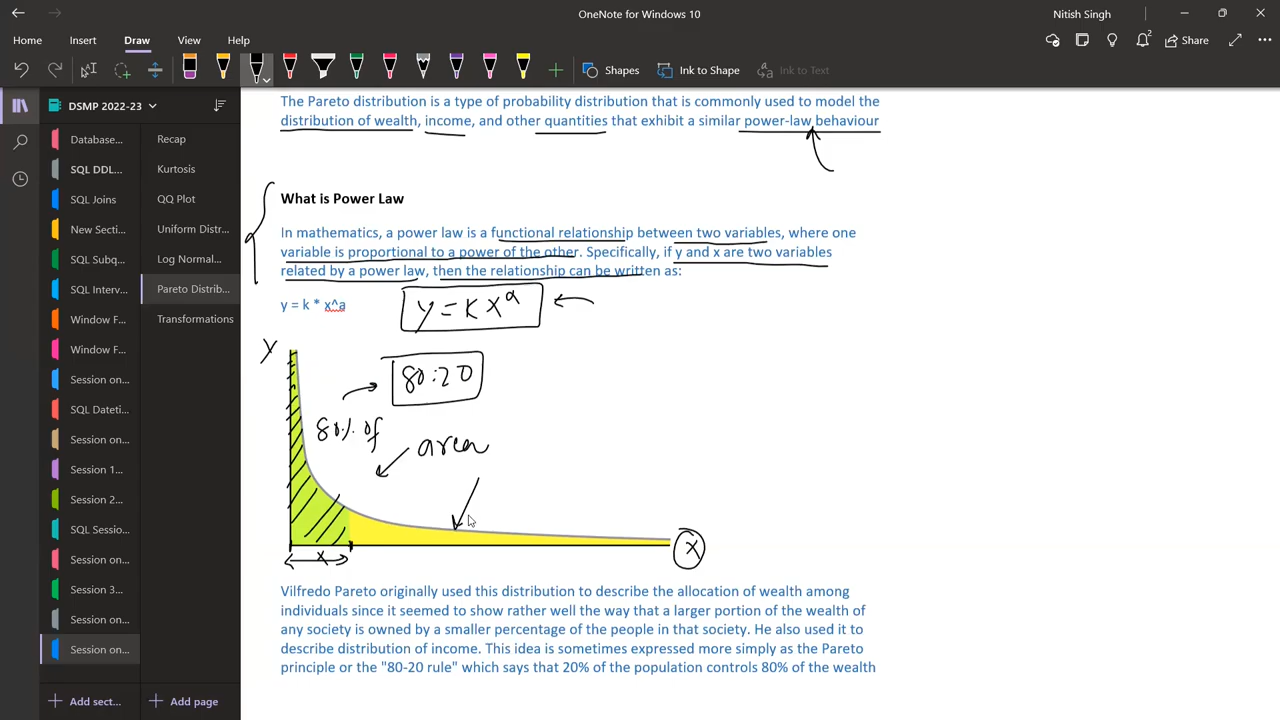 OneNote for Windows 10
Nitish Singh
Home
Insert
Draw
View
Help
Share
Shapes
Ink to Shape
Ink to Text
DSMP 2022-23
Database...
SQL DDL...
SQL Joins
New Secti...
SQL Subq...
SQL Interv...
Window F...
Window F...
Session on...
SQL Dateti...
Session on...
Session 1...
Session 2...
SQL Sessio...
Session on...
Session 3...
Session on...
Session on...
Add sect...
Recap
Kurtosis
QQ Plot
Uniform Distr...
Log Normal...
Pareto Distrib...
Transformations
Add page
The Pareto distribution is a type of probability distribution that is commonly used to model the
distribution of wealth, income, and other quantities that exhibit a similar power-law behaviour
What is Power Law
In mathematics, a power law is a functional relationship between two variables, where one
variable is proportional to a power of the other. Specifically, if y and x are two variables
related by a power law, then the relationship can be written as:
y = k * x^a
y = k x^a
Y
80:20
80% of
area
x
X
Vilfredo Pareto originally used this distribution to describe the allocation of wealth among
individuals since it seemed to show rather well the way that a larger portion of the wealth of
any society is owned by a smaller percentage of the people in that society. He also used it to
describe distribution of income. This idea is sometimes expressed more simply as the Pareto
principle or the "80-20 rule" which says that 20% of the population controls 80% of the wealth